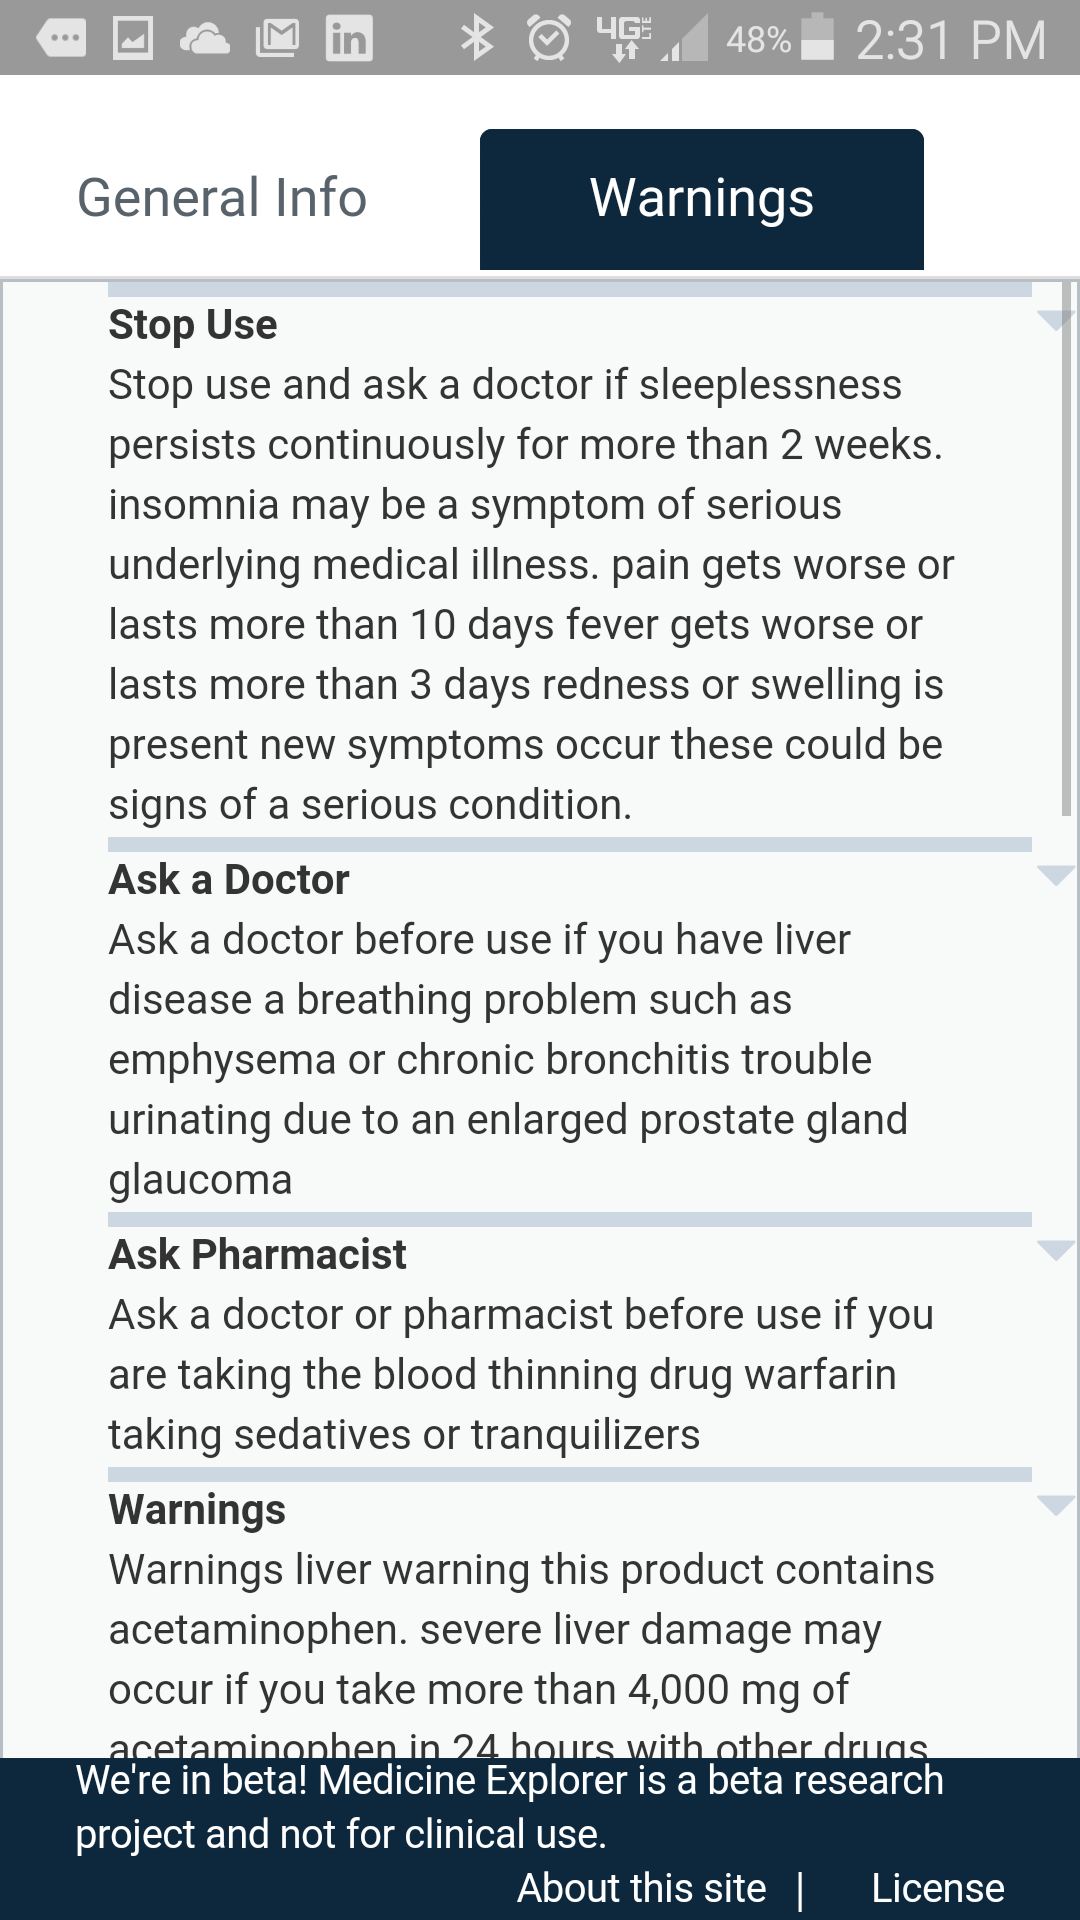 4G LTE 48% 2:31 PM
General Info
Warnings
Stop Use
Stop use and ask a doctor if sleeplessness
persists continuously for more than 2 weeks.
insomnia may be a symptom of serious
underlying medical illness. pain gets worse or
lasts more than 10 days fever gets worse or
lasts more than 3 days redness or swelling is
present new symptoms occur these could be
signs of a serious condition.
Ask a Doctor
Ask a doctor before use if you have liver
disease a breathing problem such as
emphysema or chronic bronchitis trouble
urinating due to an enlarged prostate gland
glaucoma
Ask Pharmacist
Ask a doctor or pharmacist before use if you
are taking the blood thinning drug warfarin
taking sedatives or tranquilizers
Warnings
Warnings liver warning this product contains
acetaminophen. severe liver damage may
occur if you take more than 4,000 mg of
acetaminophen in 24 hours with other drugs
We're in beta! Medicine Explorer is a beta research
project and not for clinical use.
About this site | License